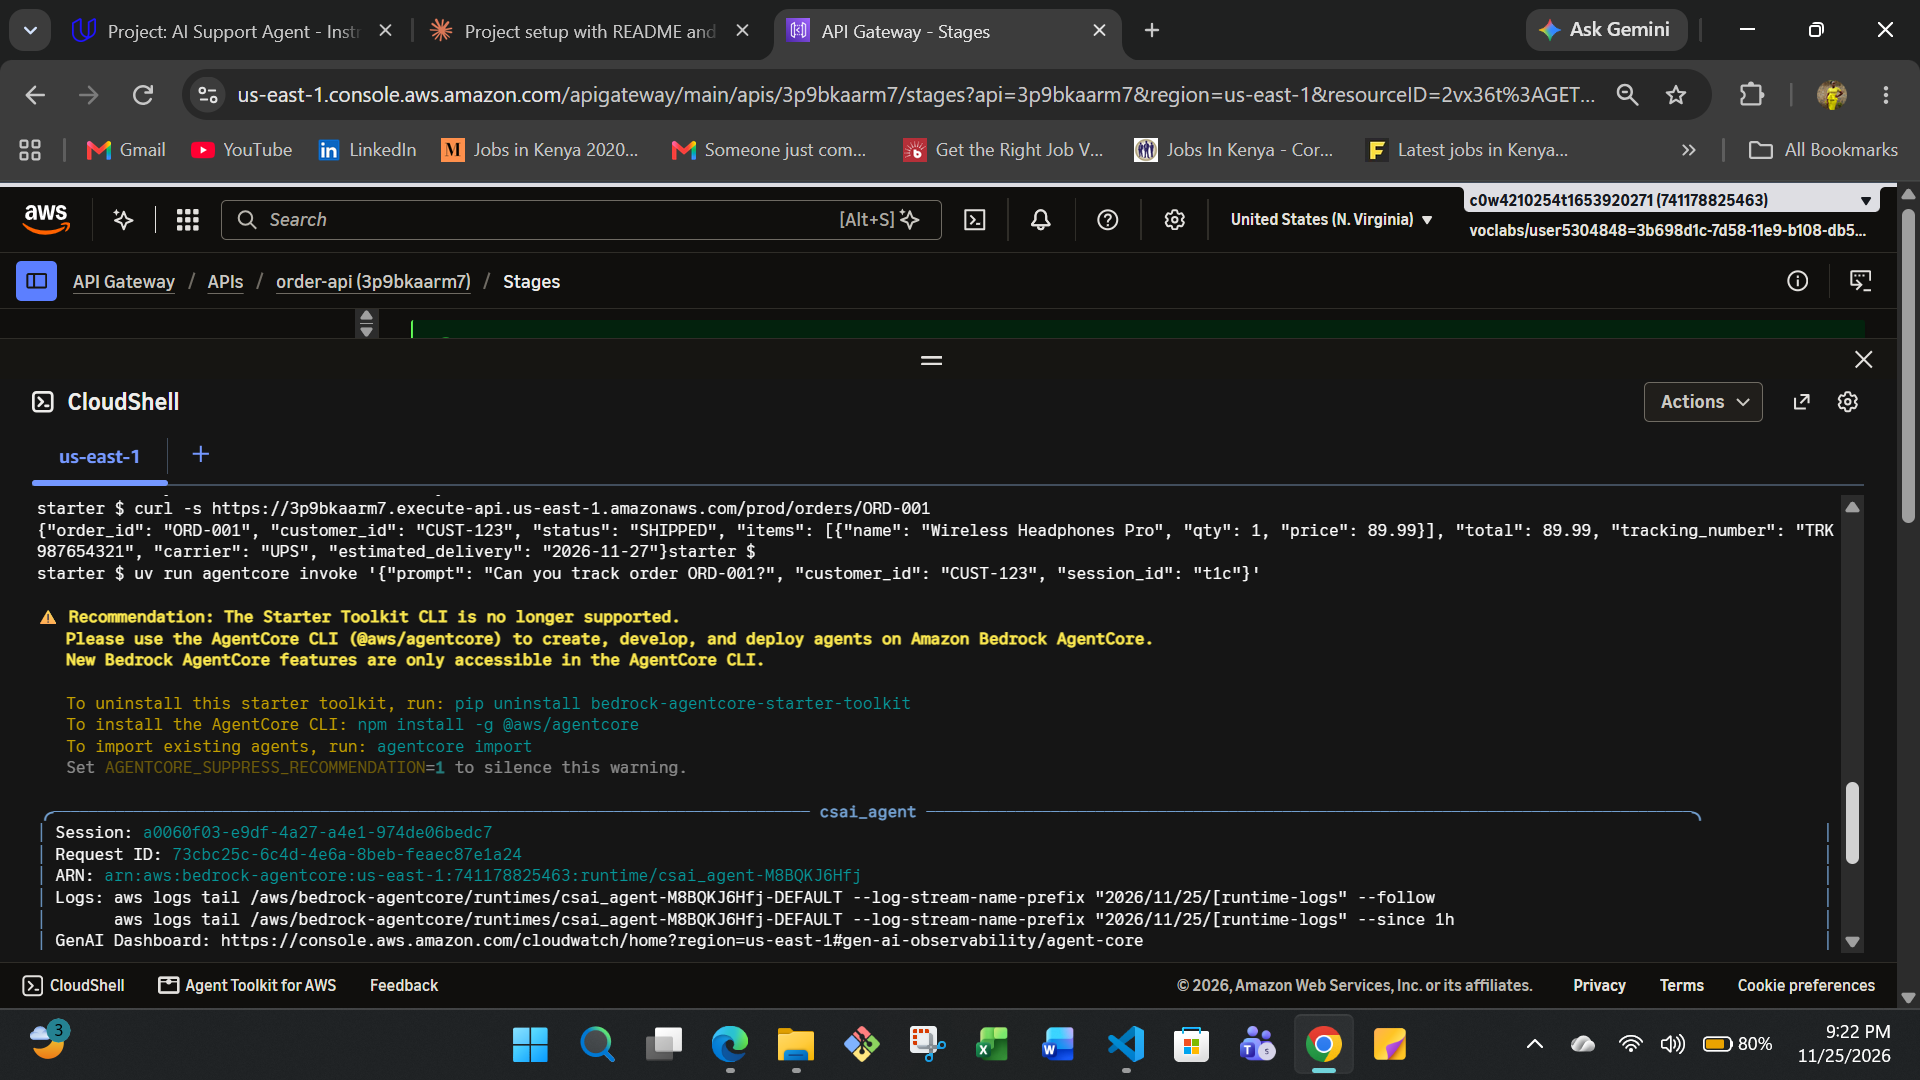 Project: AI Support Agent - Instr
Project setup with README and
API Gateway - Stages
Ask Gemini
us-east-1.console.aws.amazon.com/apigateway/main/apis/3p9bkaarm7/stages?api=3p9bkaarm7&region=us-east-1&resourceID=2vx36t%3AGET...
Gmail
YouTube
LinkedIn
Jobs in Kenya 2020...
Someone just com...
Get the Right Job V...
Jobs In Kenya - Cor...
Latest jobs in Kenya...
All Bookmarks
aws
Search
[Alt+S]
United States (N. Virginia)
c0w4210254t1653920271 (741178825463)
voclabs/user5304848=3b698d1c-7d58-11e9-b108-db5...
API Gateway / APIs / order-api (3p9bkaarm7) / Stages
CloudShell
Actions
us-east-1
starter $ curl -s https://3p9bkaarm7.execute-api.us-east-1.amazonaws.com/prod/orders/ORD-001
{"order_id": "ORD-001", "customer_id": "CUST-123", "status": "SHIPPED", "items": [{"name": "Wireless Headphones Pro", "qty": 1, "price": 89.99}], "total": 89.99, "tracking_number": "TRK
987654321", "carrier": "UPS", "estimated_delivery": "2026-11-27"}starter $
starter $ uv run agentcore invoke '{"prompt": "Can you track order ORD-001?", "customer_id": "CUST-123", "session_id": "t1c"}'
Recommendation: The Starter Toolkit CLI is no longer supported.
Please use the AgentCore CLI (@aws/agentcore) to create, develop, and deploy agents on Amazon Bedrock AgentCore.
New Bedrock AgentCore features are only accessible in the AgentCore CLI.
To uninstall this starter toolkit, run: pip uninstall bedrock-agentcore-starter-toolkit
To install the AgentCore CLI: npm install -g @aws/agentcore
To import existing agents, run: agentcore import
Set AGENTCORE_SUPPRESS_RECOMMENDATION=1 to silence this warning.
csai_agent
Session: a0060f03-e9df-4a27-a4e1-974de06bedc7
Request ID: 73cbc25c-6c4d-4e6a-8beb-feaec87e1a24
ARN: arn:aws:bedrock-agentcore:us-east-1:741178825463:runtime/csai_agent-M8BQKJ6Hfj
Logs: aws logs tail /aws/bedrock-agentcore/runtimes/csai_agent-M8BQKJ6Hfj-DEFAULT --log-stream-name-prefix "2026/11/25/[runtime-logs" --follow
aws logs tail /aws/bedrock-agentcore/runtimes/csai_agent-M8BQKJ6Hfj-DEFAULT --log-stream-name-prefix "2026/11/25/[runtime-logs" --since 1h
GenAI Dashboard: https://console.aws.amazon.com/cloudwatch/home?region=us-east-1#gen-ai-observability/agent-core
CloudShell
Agent Toolkit for AWS
Feedback
© 2026, Amazon Web Services, Inc. or its affiliates.
Privacy
Terms
Cookie preferences
3
80%
9:22 PM
11/25/2026